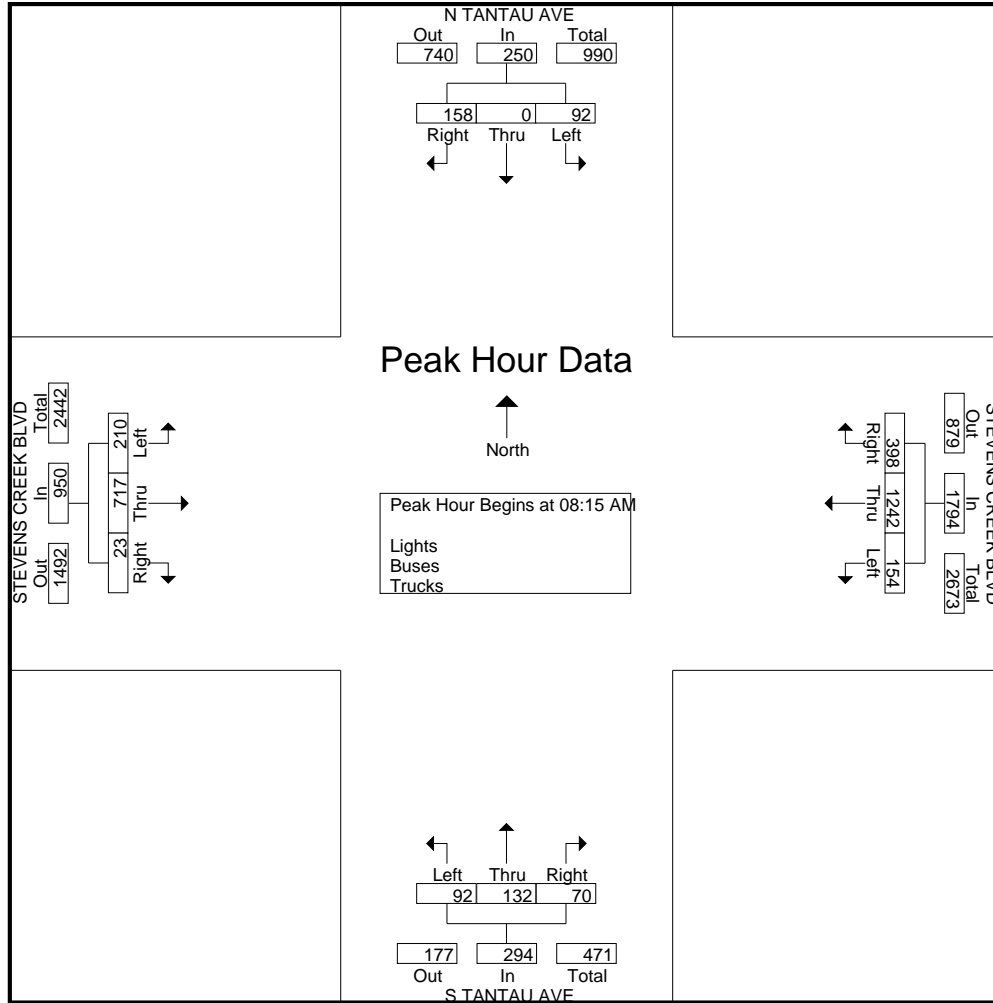 N TANTAU AVE
Out In Total
740 250 990
158 0 92
Right Thru Left
Peak Hour Data
North
Peak Hour Begins at 08:15 AM
Lights
Buses
Trucks
STEVENS CREEK BLVD
Out In Total
1492 950 2442
23 717 210
Right Thru Left
STEVENS CREEK BLVD
Out In Total
879 1794 2673
398 1242 154
Right Thru Left
Left Thru Right
92 132 70
177 294 471
Out In Total
S TANTAU AVE